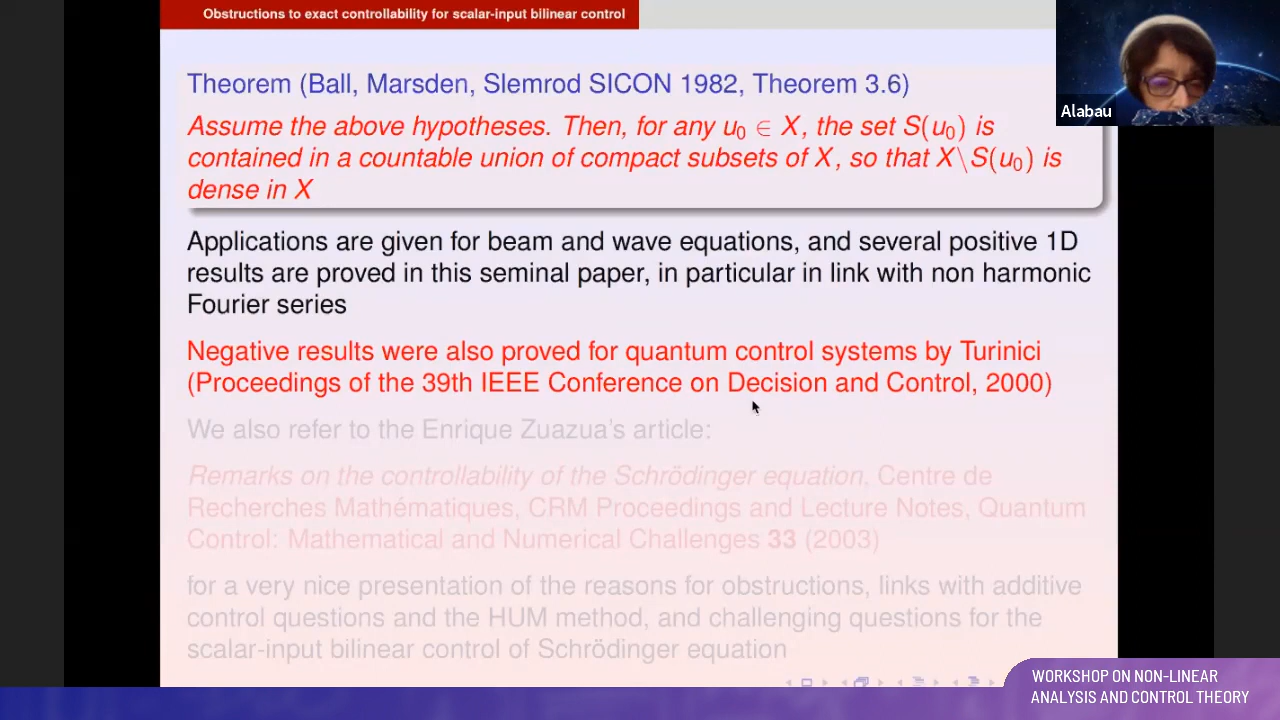 Obstructions to exact controllability for scalar-input bilinear control
Theorem (Ball, Marsden, Slemrod SICON 1982, Theorem 3.6)
Assume the above hypotheses. Then, for any u₀ ∈ X, the set S(u₀) is
contained in a countable union of compact subsets of X, so that X\S(u₀) is
dense in X
Alabau
Applications are given for beam and wave equations, and several positive 1D
results are proved in this seminal paper, in particular in link with non harmonic
Fourier series
Negative results were also proved for quantum control systems by Turinici
(Proceedings of the 39th IEEE Conference on Decision and Control, 2000)
We also refer to the Enrique Zuazua's article:
Remarks on the controllability of the Schrödinger equation, Centre de
Recherches Mathématiques, CRM Proceedings and Lecture Notes, Quantum
Control: Mathematical and Numerical Challenges 33 (2003)
for a very nice presentation of the reasons for obstructions, links with additive
control questions and the HUM method, and challenging questions for the
scalar-input bilinear control of Schrödinger equation
WORKSHOP ON NON-LINEAR
ANALYSIS AND CONTROL THEORY